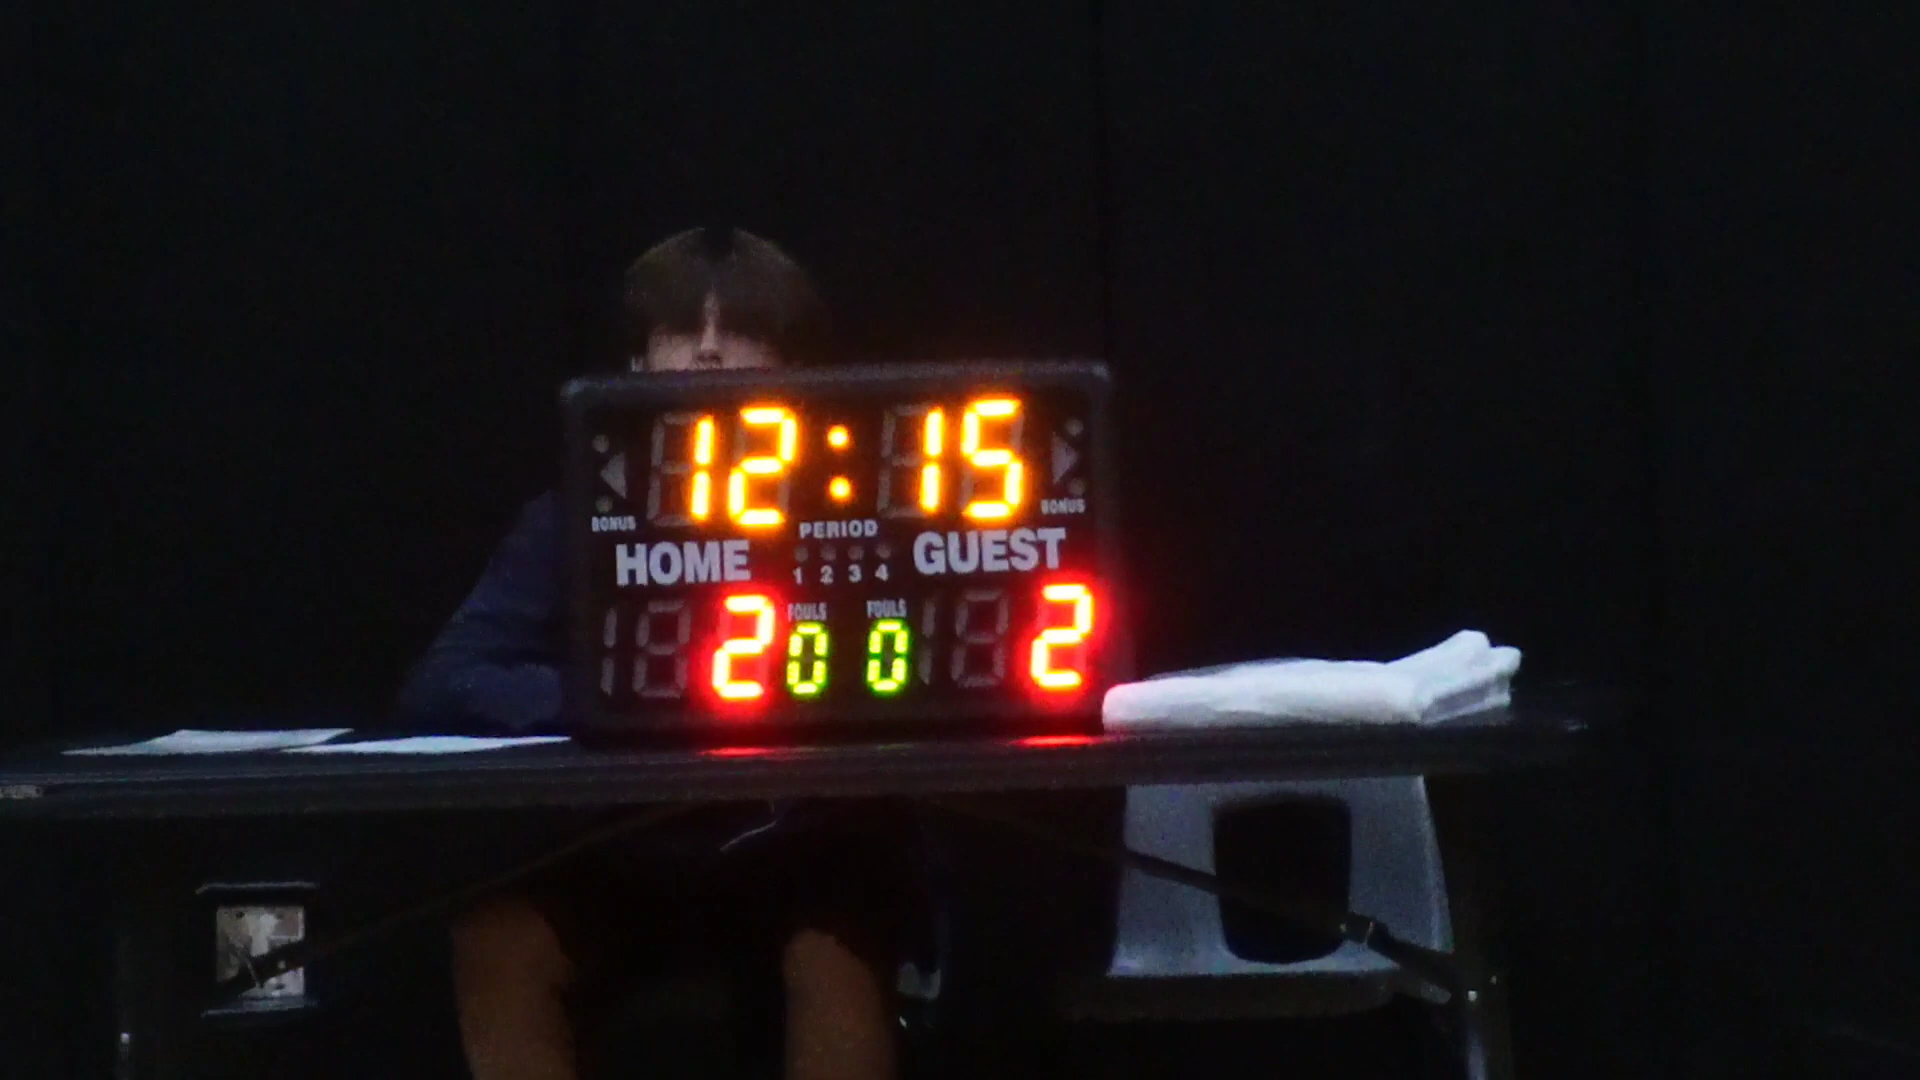 12:15
BONUS PERIOD BONUS
HOME 1 2 3 4 GUEST
FOULS FOULS
2 0 0 2